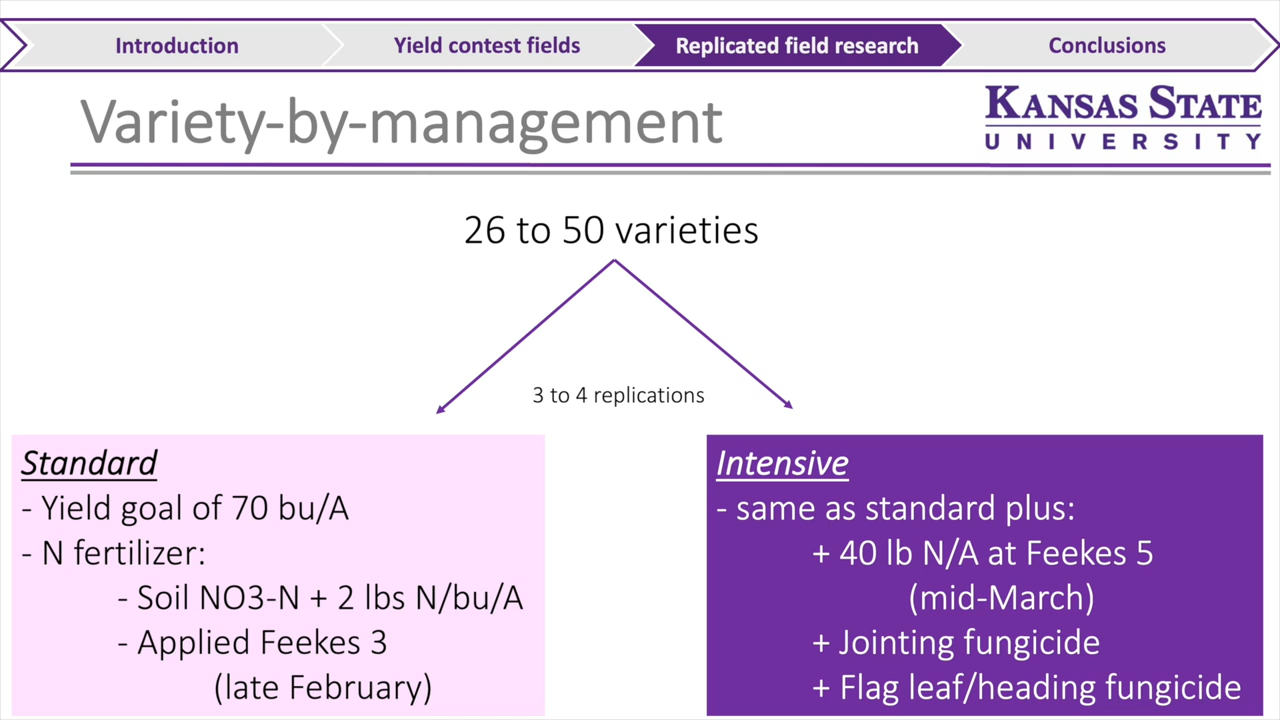 Introduction
Yield contest fields
Replicated field research
Conclusions
Variety-by-management
KANSAS STATE
UNIVERSITY
26 to 50 varieties
3 to 4 replications
Standard
- Yield goal of 70 bu/A
- N fertilizer:
- Soil NO3-N + 2 lbs N/bu/A
- Applied Feekes 3
(late February)
Intensive
- same as standard plus:
+ 40 lb N/A at Feekes 5
(mid-March)
+ Jointing fungicide
+ Flag leaf/heading fungicide